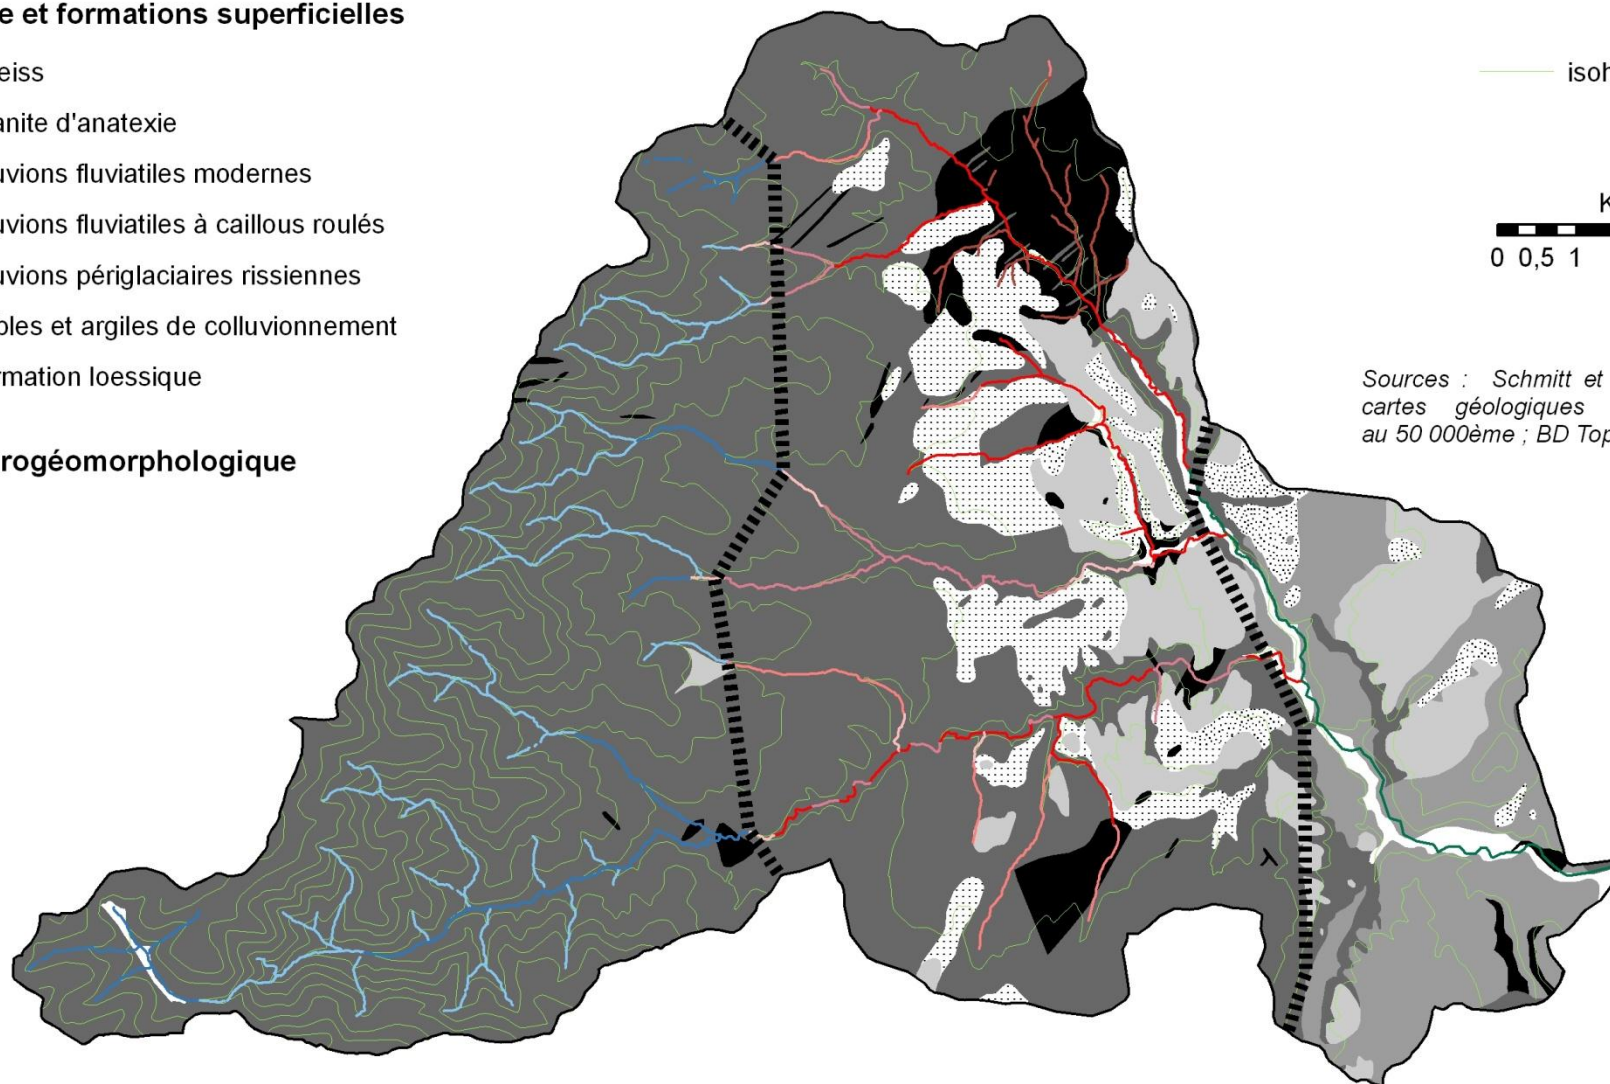 e et formations superficielles
eiss
anite d'anatexie
uvions fluviatiles modernes
uvions fluviatiles à caillous roulés
uvions périglaciaires rissiennes
bles et argiles de colluvionnement
rmation loessique
rogéomorphologique
isoh
K
0 0,5 1
Sources : Schmitt et
cartes géologiques
au 50 000ème ; BD Top